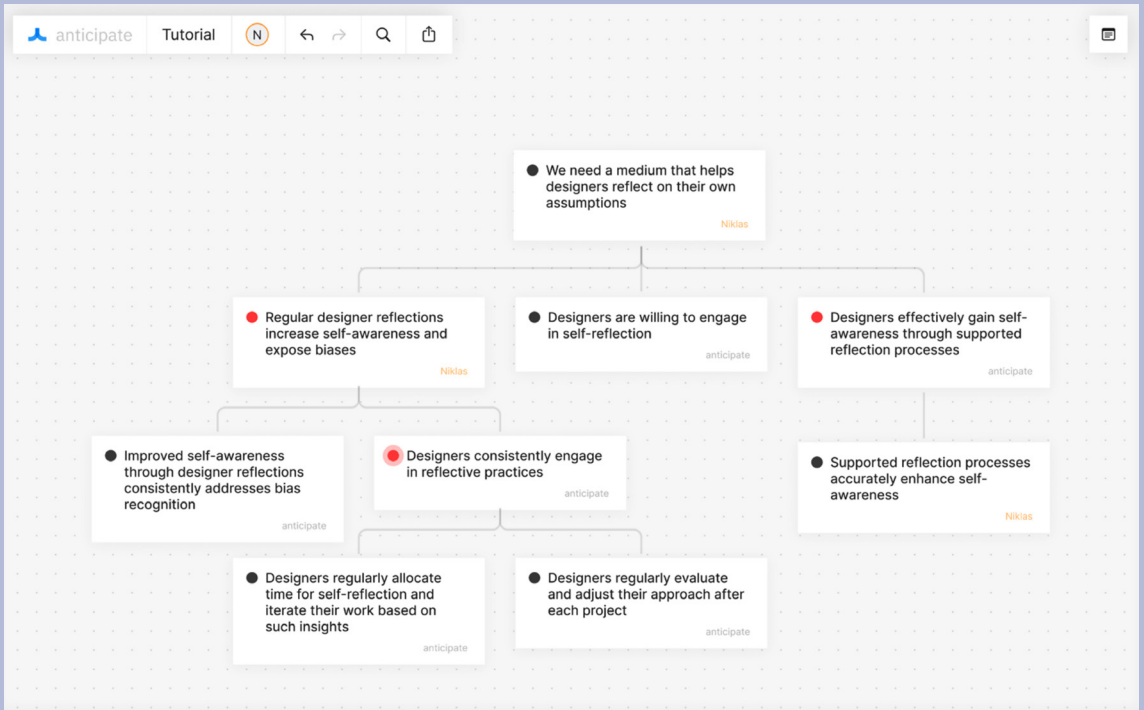 anticipate
Tutorial
N
We need a medium that helps
designers reflect on their own
assumptions
Niklas
Regular designer reflections
increase self-awareness and
expose biases
Niklas
Designers are willing to engage
in self-reflection
anticipate
Designers effectively gain self-
awareness through supported
reflection processes
anticipate
Improved self-awareness
through designer reflections
consistently addresses bias
recognition
anticipate
Designers consistently engage
in reflective practices
anticipate
Supported reflection processes
accurately enhance self-
awareness
Niklas
Designers regularly allocate
time for self-reflection and
iterate their work based on
such insights
anticipate
Designers regularly evaluate
and adjust their approach after
each project
anticipate